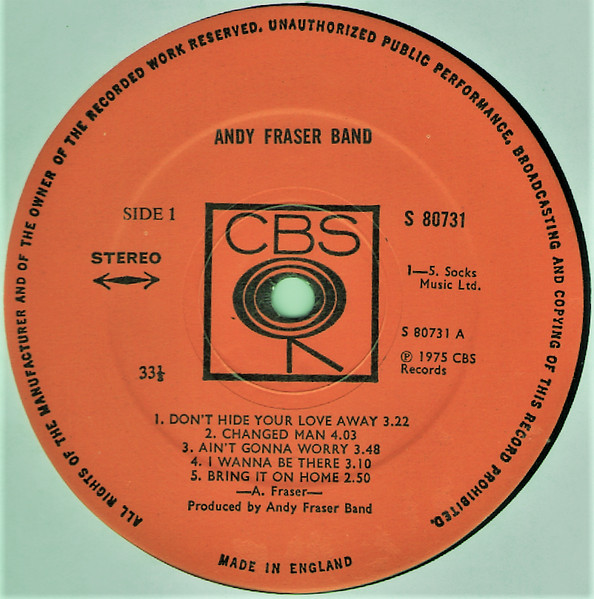 ALL RIGHTS OF THE MANUFACTURER AND OF THE OWNER OF THE RECORDED WORK RESERVED. UNAUTHORIZED PUBLIC PERFORMANCE, BROADCASTING AND COPYING OF THIS RECORD PROHIBITED.
ANDY FRASER BAND
SIDE 1
CBS
S 80731
STEREO
1—5. Socks
Music Ltd.
S 80731 A
℗ 1975 CBS
Records
33⅓
1. DON'T HIDE YOUR LOVE AWAY 3.22
2. CHANGED MAN 4.03
3. AIN'T GONNA WORRY 3.48
4. I WANNA BE THERE 3.10
5. BRING IT ON HOME 2.50
—A. Fraser—
Produced by Andy Fraser Band
MADE IN ENGLAND